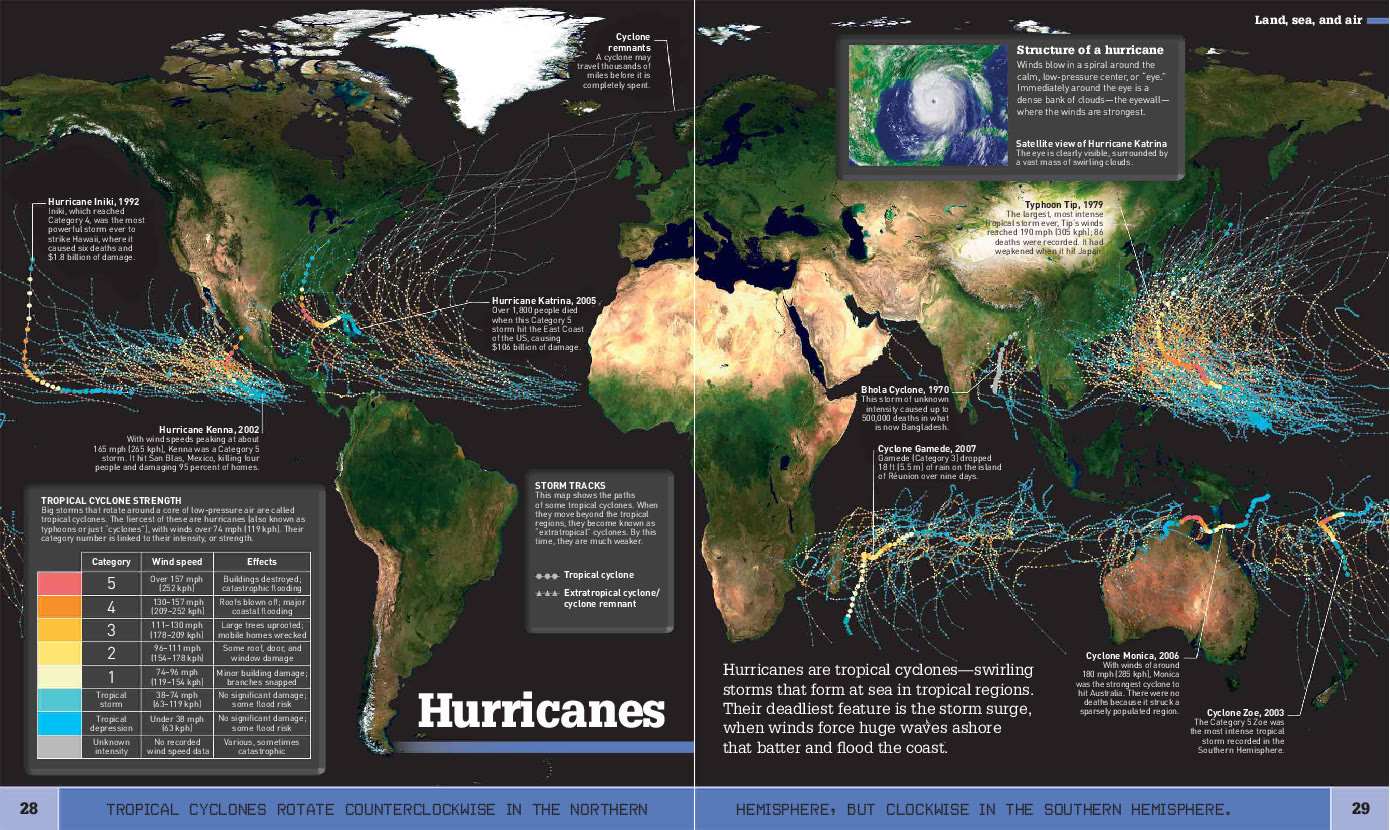 Land, sea, and air
Cyclone
remnants
A cyclone may
travel thousands of
miles before it is
completely spent.
Structure of a hurricane
Winds blow in a spiral around the
calm, low-pressure center, or “eye.”
Immediately around the eye is a
dense bank of clouds—the eyewall—
where the winds are strongest.
Satellite view of Hurricane Katrina
The eye is clearly visible, surrounded by
a vast mass of swirling clouds.
Hurricane Iniki, 1992
Iniki, which reached
Category 4, was the most
powerful storm ever to
strike Hawaii, where it
caused six deaths and
$1.8 billion of damage.
Typhoon Tip, 1979
The largest, most intense
tropical storm ever, Tip’s winds
reached 190 mph (305 kph); 86
deaths were recorded. It had
weakened when it hit Japan.
Hurricane Katrina, 2005
Over 1,800 people died
when this Category 5
storm hit the East Coast
of the US, causing
$106 billion of damage.
Bhola Cyclone, 1970
This storm of unknown
intensity caused up to
500,000 deaths in what
is now Bangladesh.
Hurricane Kenna, 2002
With wind speeds peaking at about
165 mph (265 kph), Kenna was a Category 5
storm. It hit San Blas, Mexico, killing four
people and damaging 95 percent of homes.
Cyclone Gamede, 2007
Gamede (Category 3) dropped
18 ft (5.5 m) of rain on the island
of Réunion over nine days.
TROPICAL CYCLONE STRENGTH
Big storms that rotate around a core of low-pressure air are called
tropical cyclones. The fiercest of these are hurricanes (also known as
typhoons or just “cyclones”), with winds over 74 mph (119 kph). Their
category number is linked to their intensity, or strength.
Category Wind speed Effects
5 Over 157 mph (252 kph) Buildings destroyed; catastrophic flooding
4 130–157 mph (209–252 kph) Roofs blown off; major coastal flooding
3 111–130 mph (178–209 kph) Large trees uprooted; mobile homes wrecked
2 96–111 mph (154–178 kph) Some roof, door, and window damage
1 74–96 mph (119–154 kph) Minor building damage; branches snapped
Tropical storm 38–74 mph (63–119 kph) No significant damage; some flood risk
Tropical depression Under 38 mph (63 kph) No significant damage; some flood risk
Unknown intensity No recorded wind speed data Various, sometimes catastrophic
STORM TRACKS
This map shows the paths
of some tropical cyclones. When
they move beyond the tropical
regions, they become known as
“extratropical” cyclones. By this
time, they are much weaker.
Tropical cyclone
Extratropical cyclone/
cyclone remnant
Hurricanes
Hurricanes are tropical cyclones—swirling
storms that form at sea in tropical regions.
Their deadliest feature is the storm surge,
when winds force huge waves ashore
that batter and flood the coast.
Cyclone Monica, 2006
With winds of around
180 mph (285 kph), Monica
was the strongest cyclone to
hit Australia. There were no
deaths because it struck a
sparsely populated region.
Cyclone Zoe, 2003
The Category 5 Zoe was
the most intense tropical
storm recorded in the
Southern Hemisphere.
28 TROPICAL CYCLONES ROTATE COUNTERCLOCKWISE IN THE NORTHERN
HEMISPHERE, BUT CLOCKWISE IN THE SOUTHERN HEMISPHERE. 29